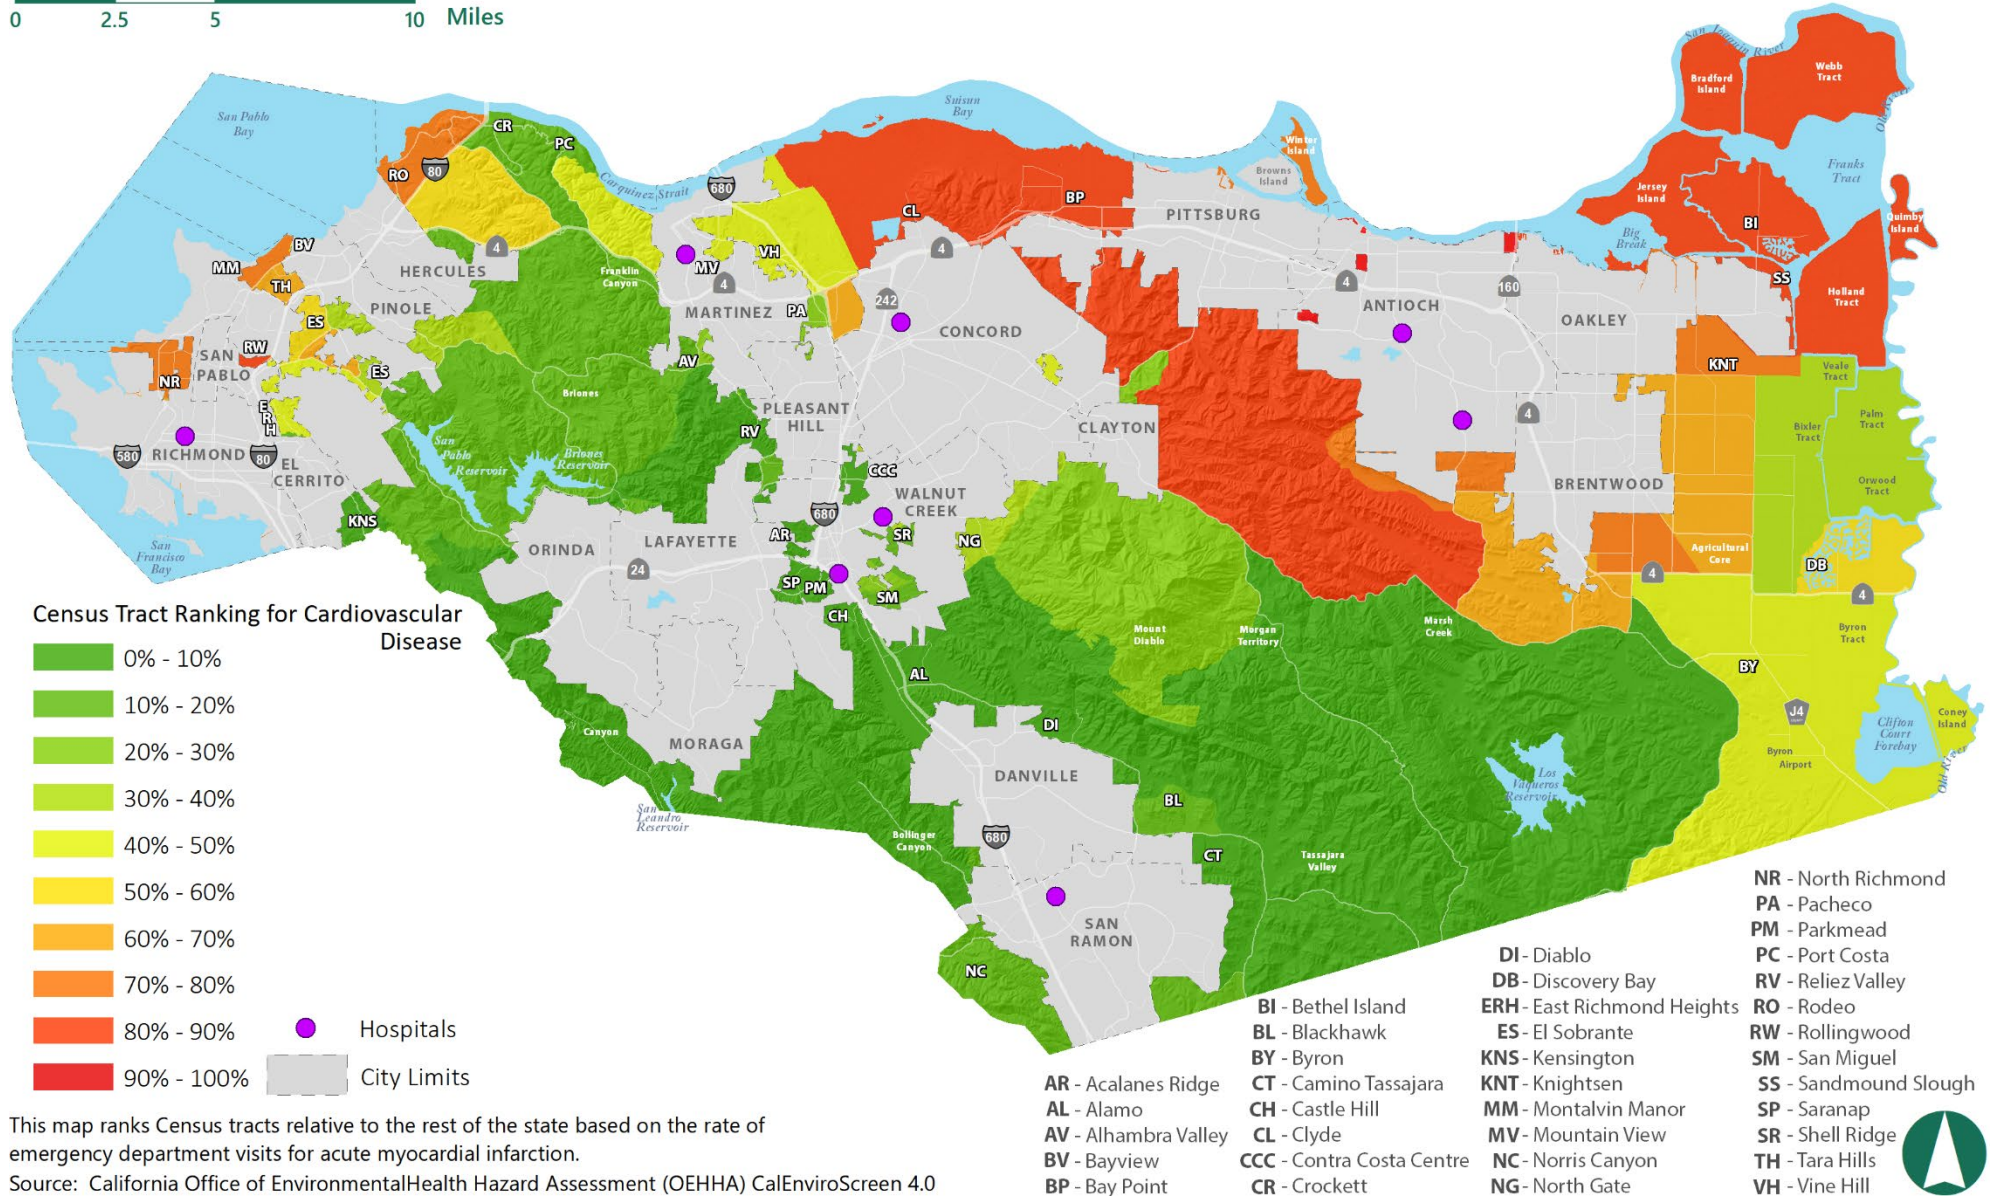 0 2.5 5 10 Miles
San Pablo
Bay
Suisun
Bay
San Joaquin River
Bradford
Island
Webb
Tract
Old River
Franks
Tract
CR
PC
RO
80
Carquinez Strait
680
Winter
Island
Browns
Island
Jersey
Island
BI
Quimby
Island
CL
BP
PITTSBURG
Big
Break
BV
MM
TH
HERCULES
4
Franklin
Canyon
MV
VH
4
4
SS
Holland
Tract
PINOLE
ES
MARTINEZ
PA
242
CONCORD
4
ANTIOCH
160
OAKLEY
RW
SAN
PABLO
NR
ES
AV
Briones
KNT
Veale
Tract
E
R
H
PLEASANT
HILL
RV
CLAYTON
4
Bixler
Tract
Palm
Tract
580
RICHMOND
80
EL
CERRITO
San
Pablo
Reservoir
Briones
Reservoir
CCC
WALNUT
CREEK
BRENTWOOD
Orwood
Tract
KNS
680
AR
SR
NG
San
Francisco
Bay
ORINDA
LAFAYETTE
24
SP
PM
SM
CH
Agricultural
Core
4
DB
4
Mount
Diablo
Morgan
Territory
Marsh
Creek
Byron
Tract
AL
BY
DI
J4
Clifton
Court
Forebay
Coney
Island
Old River
Canyon
MORAGA
DANVILLE
Byron
Airport
Los
Vaqueros
Reservoir
BL
San
Leandro
Reservoir
Bollinger
Canyon
680
CT
Tassajara
Valley
SAN
RAMON
NC
Census Tract Ranking for Cardiovascular
Disease
0% - 10%
10% - 20%
20% - 30%
30% - 40%
40% - 50%
50% - 60%
60% - 70%
70% - 80%
80% - 90%
90% - 100%
Hospitals
City Limits
This map ranks Census tracts relative to the rest of the state based on the rate of
emergency department visits for acute myocardial infarction.
Source: California Office of EnvironmentalHealth Hazard Assessment (OEHHA) CalEnviroScreen 4.0
AR - Acalanes Ridge
AL - Alamo
AV - Alhambra Valley
BV - Bayview
BP - Bay Point
BI - Bethel Island
BL - Blackhawk
BY - Byron
CT - Camino Tassajara
CH - Castle Hill
CL - Clyde
CCC - Contra Costa Centre
CR - Crockett
DI - Diablo
DB - Discovery Bay
ERH - East Richmond Heights
ES - El Sobrante
KNS - Kensington
KNT - Knightsen
MM - Montalvin Manor
MV - Mountain View
NC - Norris Canyon
NG - North Gate
NR - North Richmond
PA - Pacheco
PM - Parkmead
PC - Port Costa
RV - Reliez Valley
RO - Rodeo
RW - Rollingwood
SM - San Miguel
SS - Sandmound Slough
SP - Saranap
SR - Shell Ridge
TH - Tara Hills
VH - Vine Hill